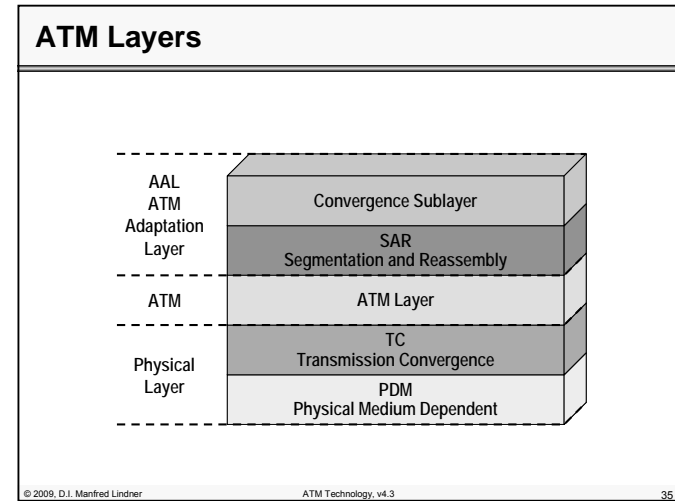 ATM Layers
AAL
ATM
Adaptation
Layer
Convergence Sublayer
SAR
Segmentation and Reassembly
ATM
ATM Layer
Physical
Layer
TC
Transmission Convergence
PDM
Physical Medium Dependent
© 2009, D.I. Manfred Lindner
ATM Technology, v4.3
35